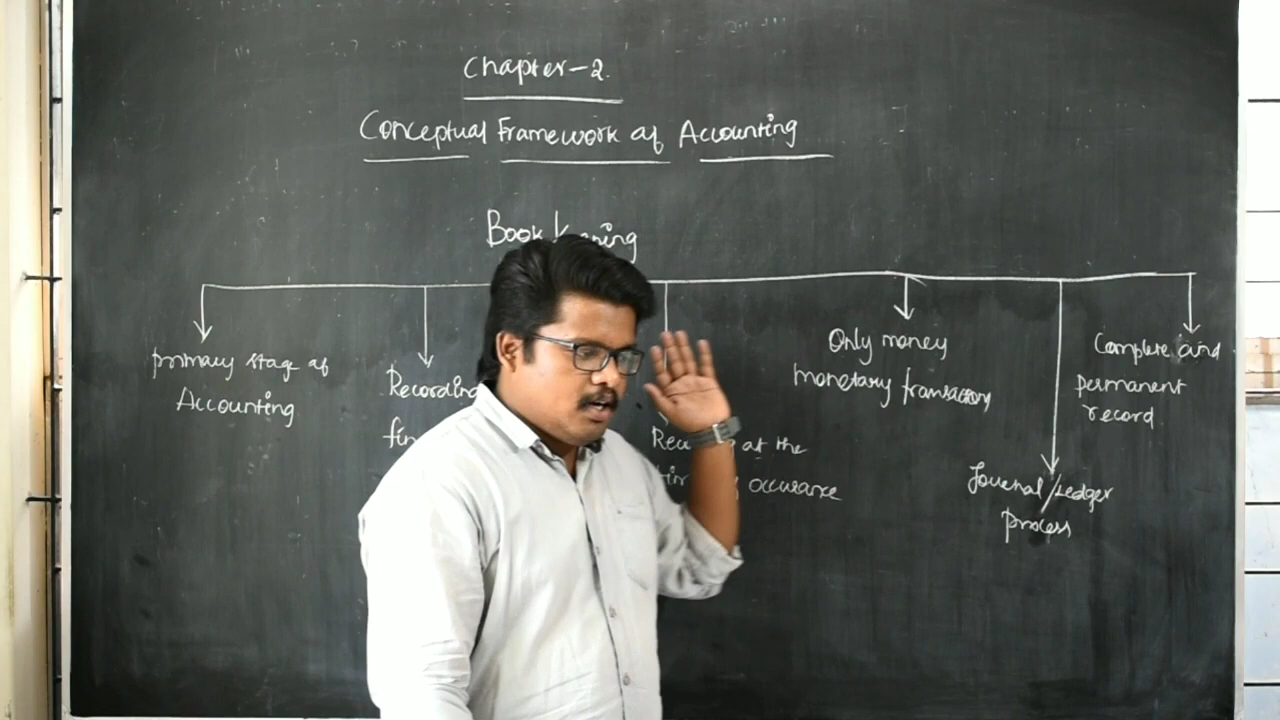 Chapter-2.
Conceptual Framework of Accounting
Book
primary stage of
Accounting
Recording
at the
occurance
Only money
monetary
Journal/Ledger
process
Complete and
permanent
record